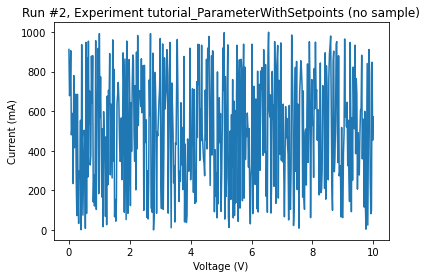 Run #2, Experiment tutorial_ParameterWithSetpoints (no sample)
Current (mA)
1000
800
600
400
200
0
0 2 4 6 8 10
Voltage (V)